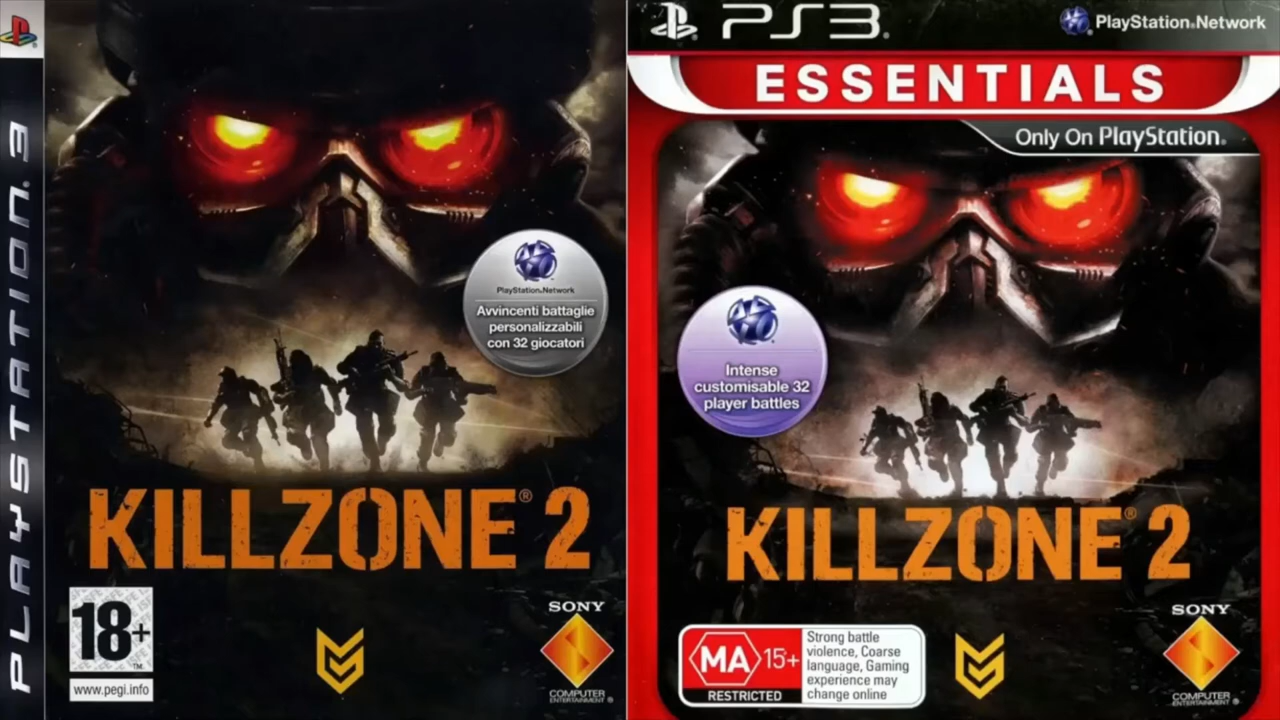 PLAYSTATION 3
PlayStation®Network
Avvincenti battaglie
personalizzabili
con 32 giocatori
KILLZONE® 2
18+
TM
www.pegi.info
SONY
COMPUTER
ENTERTAINMENT®
PS3
PlayStation®Network
ESSENTIALS
Only On PlayStation®
Intense
customisable 32
player battles
KILLZONE® 2
MA 15+
RESTRICTED
Strong battle
violence, Coarse
language, Gaming
experience may
change online
SONY
COMPUTER
ENTERTAINMENT®